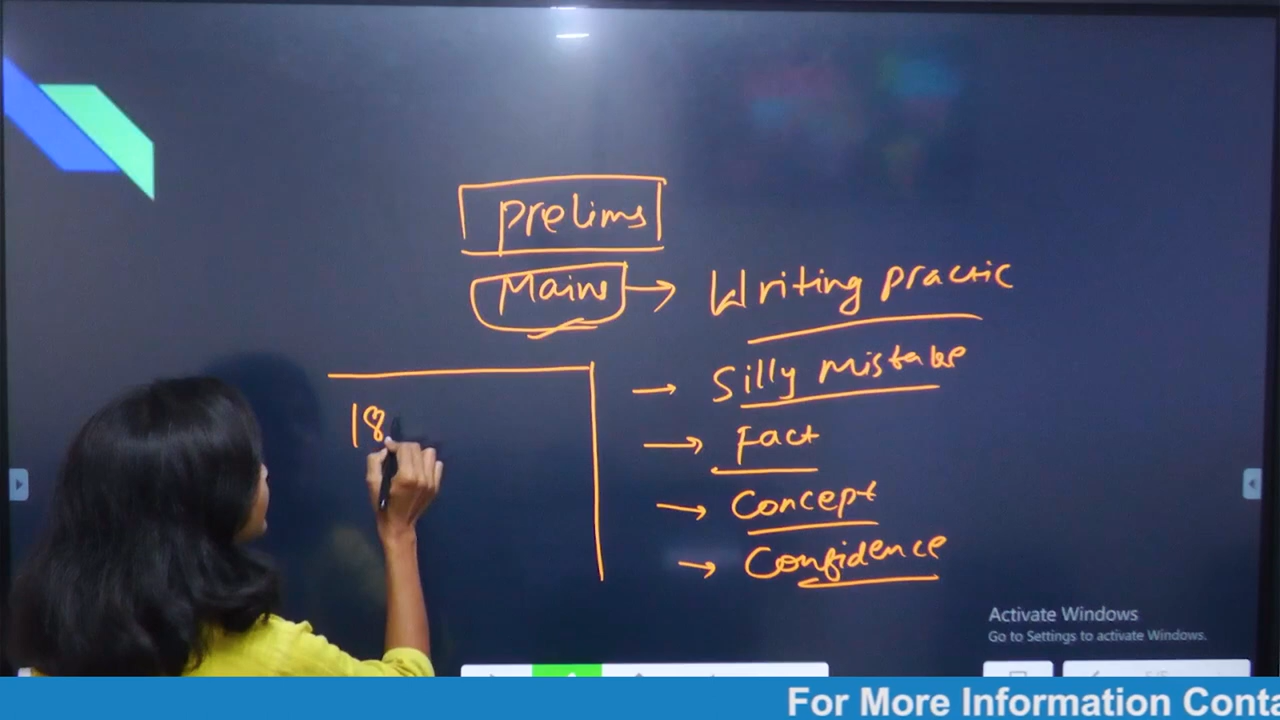 Prelims
Mains → Writing practic
→ Silly Mistake
18
→ Fact
→ Concept
→ Confidence
Activate Windows
Go to Settings to activate Windows.
For More Information Conta